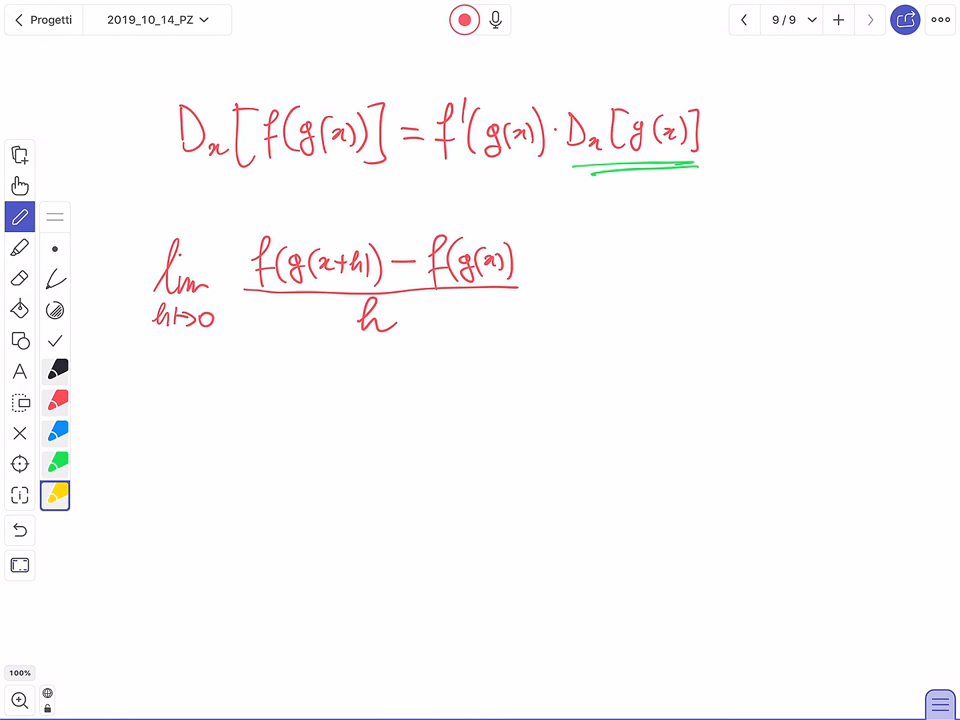 Progetti 2019_10_14_PZ 9 / 9
Dₓ[f(g(x))] = f'(g(x)) · Dₓ[g(x)]
lim h→0 f(g(x+h)) − f(g(x)) / h
A
100%